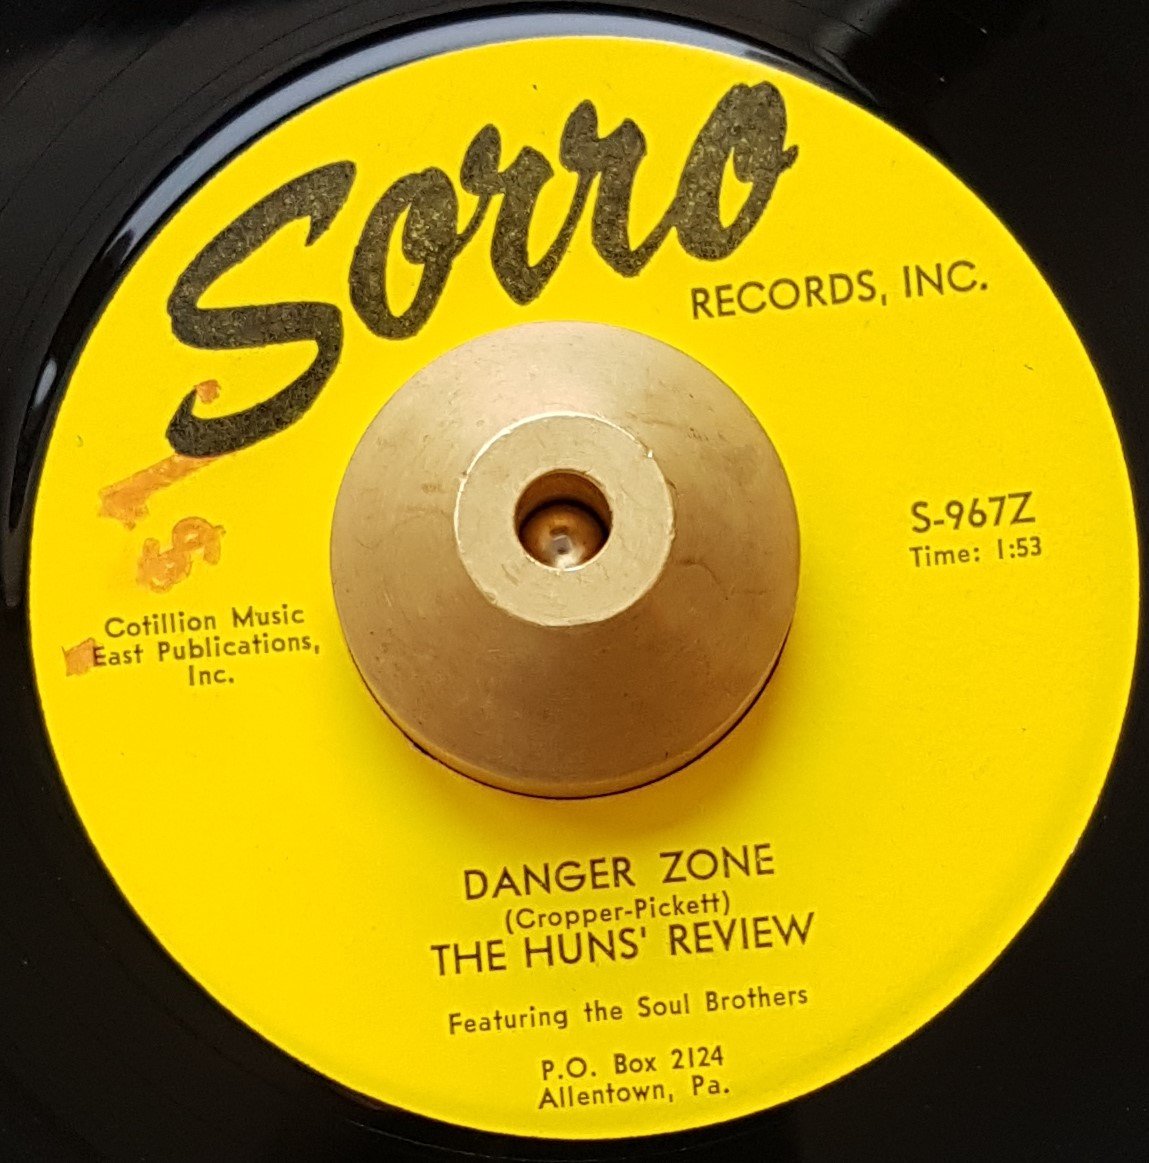 Sorro
RECORDS, INC.
S-967Z
Time: 1:53
Cotillion Music
East Publications,
Inc.
DANGER ZONE
(Cropper-Pickett)
THE HUNS' REVIEW
Featuring the Soul Brothers
P.O. Box 2124
Allentown, Pa.